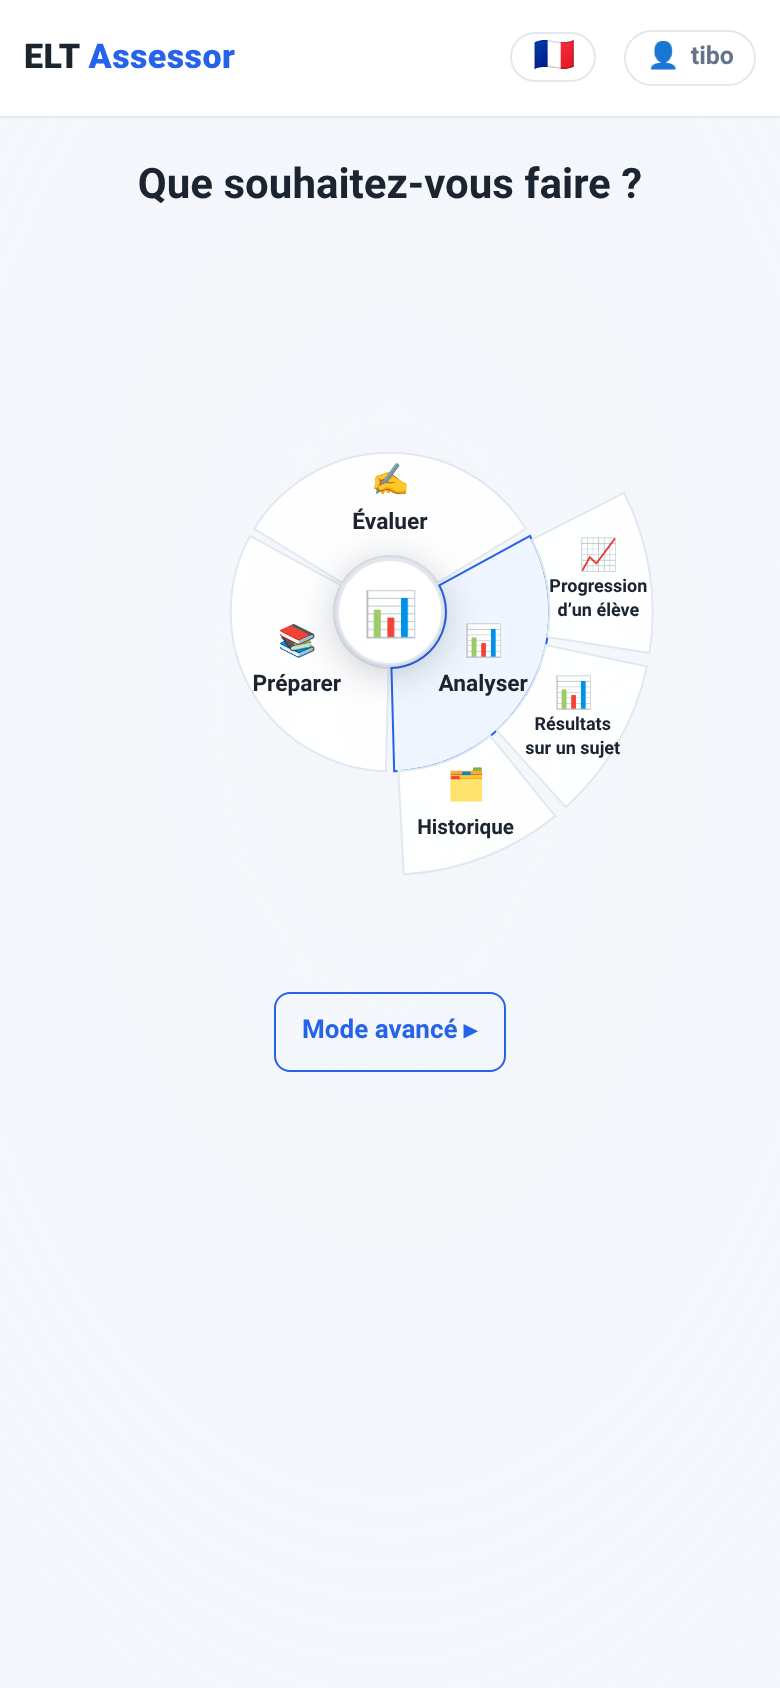 ELT Assessor
tibo
Que souhaitez-vous faire ?
Évaluer
Progression
d’un élève
Préparer
Analyser
Résultats
sur un sujet
Historique
Mode avancé ▸